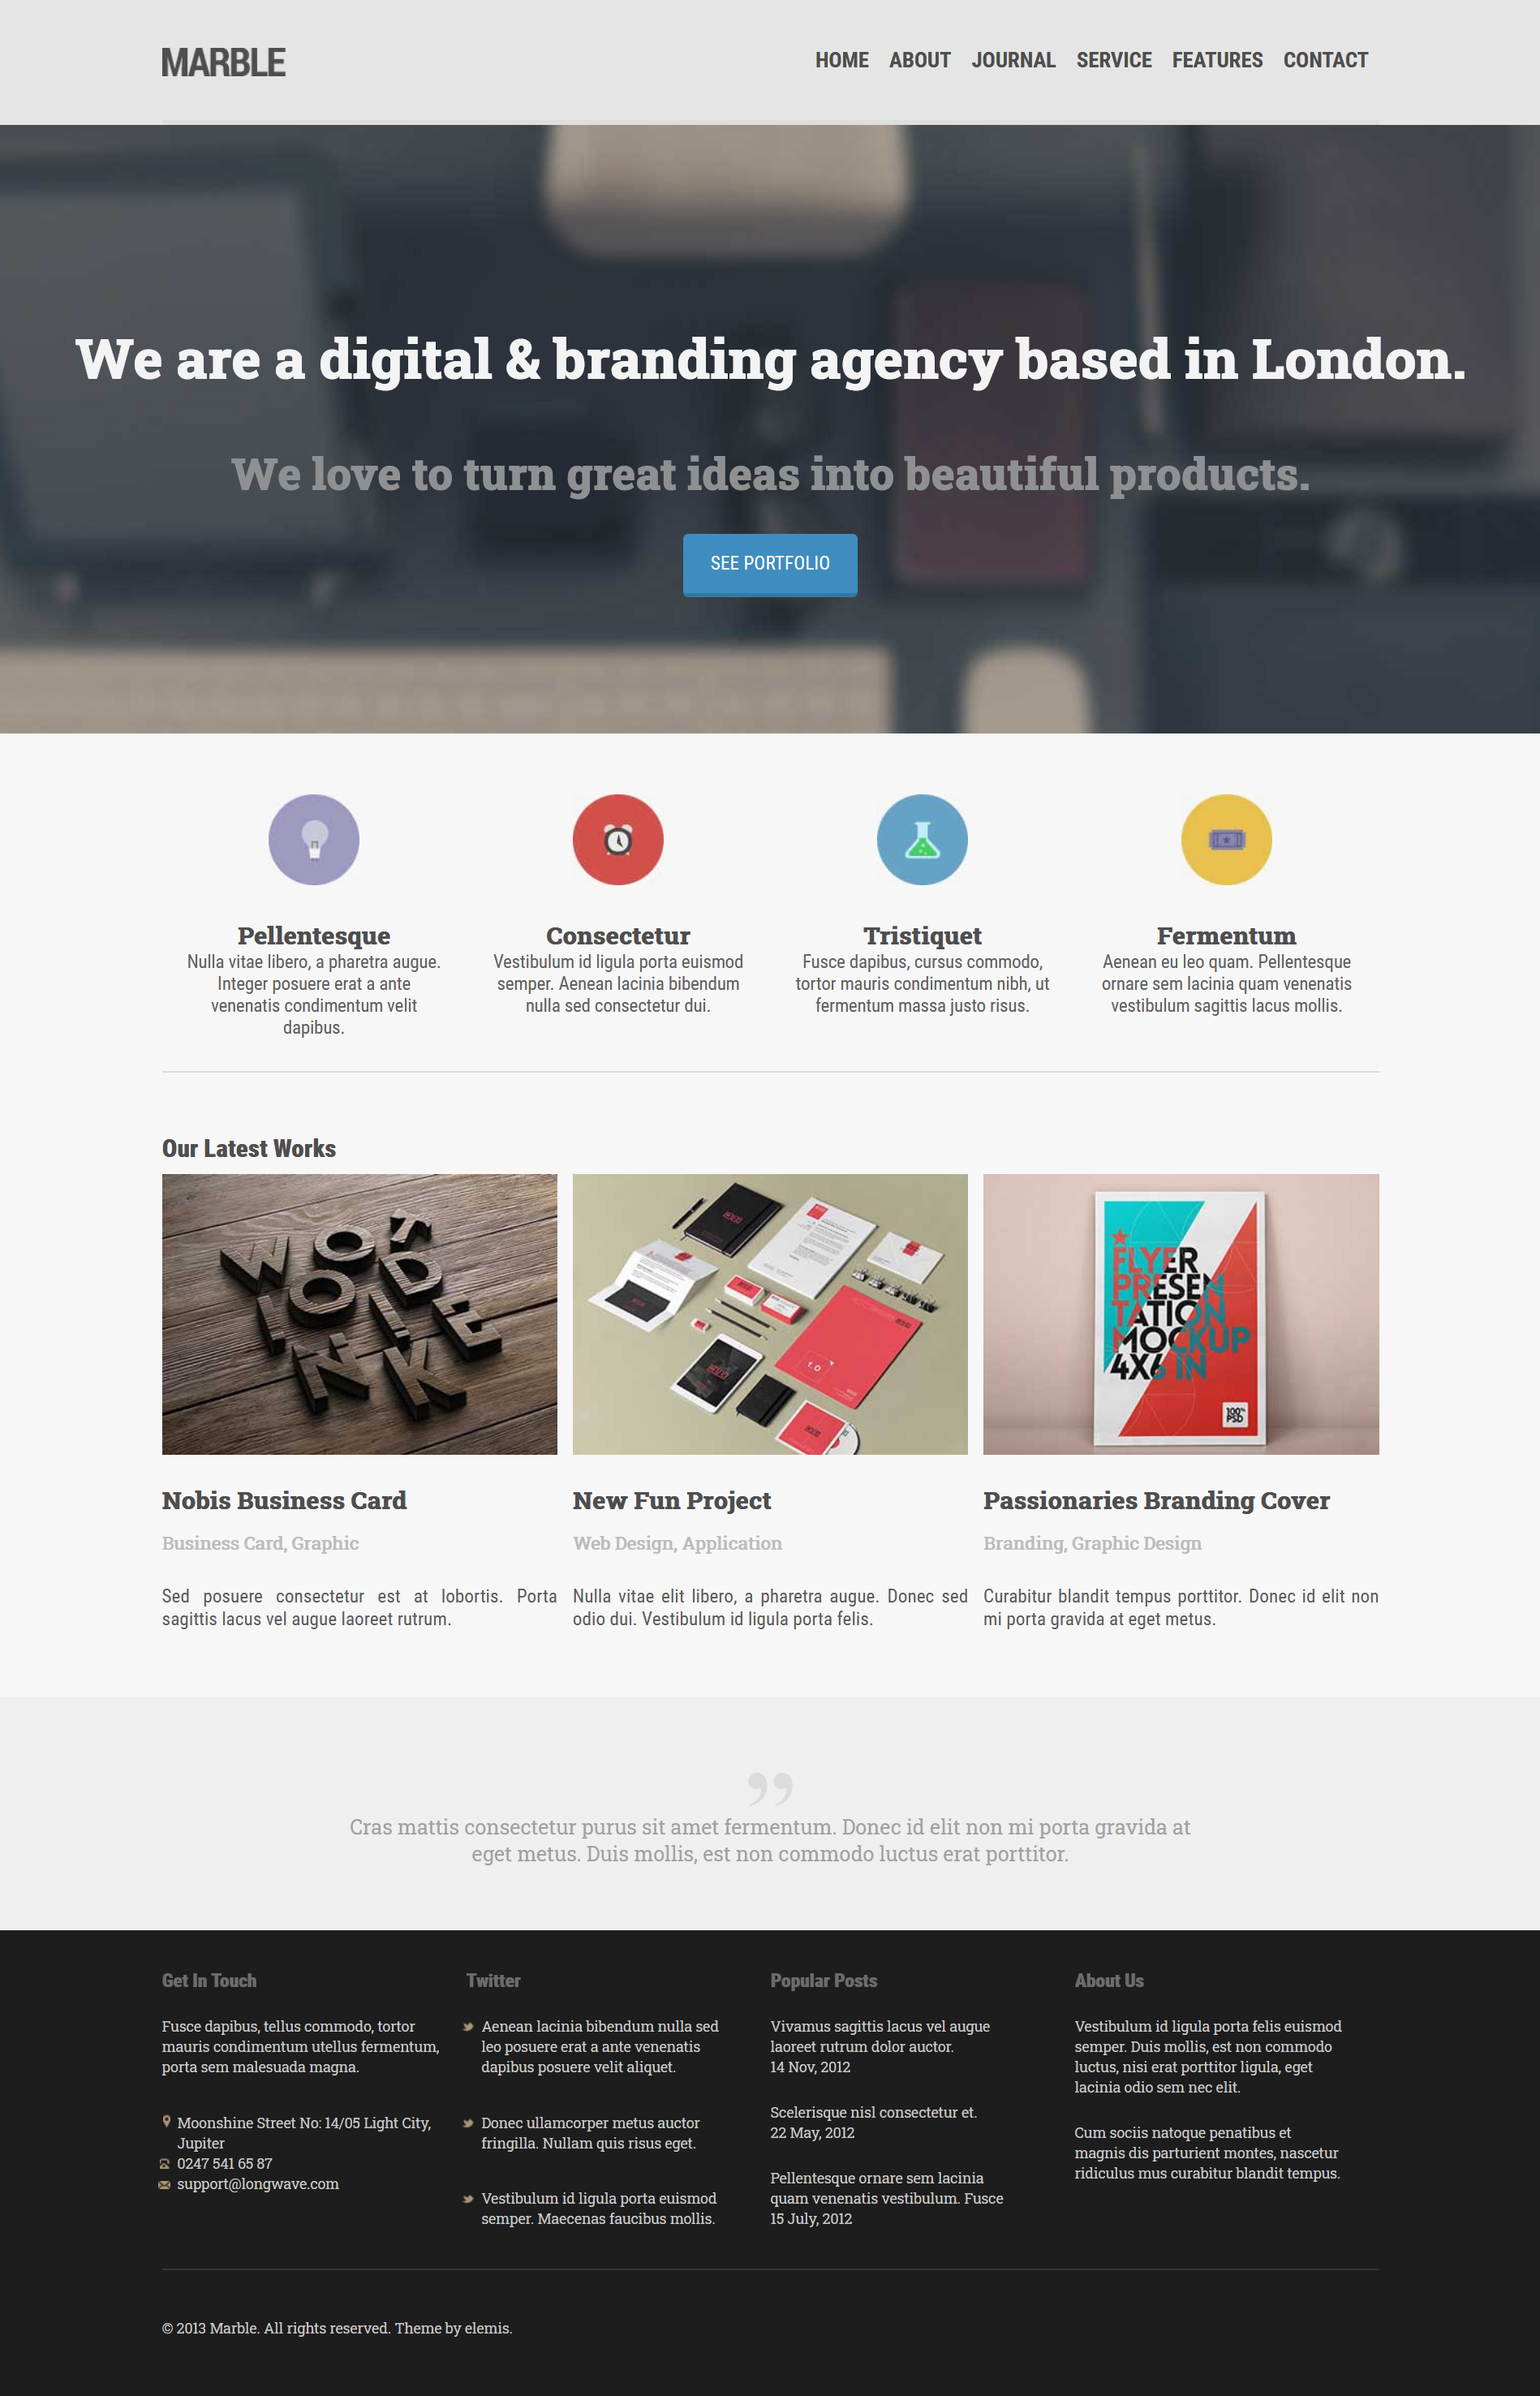 MARBLE
HOME ABOUT JOURNAL SERVICE FEATURES CONTACT
We are a digital & branding agency based in London.
We love to turn great ideas into beautiful products.
SEE PORTFOLIO
Pellentesque
Nulla vitae libero, a pharetra augue.
Integer posuere erat a ante
venenatis condimentum velit
dapibus.
Consectetur
Vestibulum id ligula porta euismod
semper. Aenean lacinia bibendum
nulla sed consectetur dui.
Tristiquet
Fusce dapibus, cursus commodo,
tortor mauris condimentum nibh, ut
fermentum massa justo risus.
Fermentum
Aenean eu leo quam. Pellentesque
ornare sem lacinia quam venenatis
vestibulum sagittis lacus mollis.
Our Latest Works
WOOD
FLYER
PRESEN
TATION
MOCKUP
4X6 IN
100%
PSD
Nobis Business Card
Business Card, Graphic
Sed posuere consectetur est at lobortis. Porta
sagittis lacus vel augue laoreet rutrum.
New Fun Project
Web Design, Application
Nulla vitae elit libero, a pharetra augue. Donec sed
odio dui. Vestibulum id ligula porta felis.
Passionaries Branding Cover
Branding, Graphic Design
Curabitur blandit tempus porttitor. Donec id elit non
mi porta gravida at eget metus.
”
Cras mattis consectetur purus sit amet fermentum. Donec id elit non mi porta gravida at
eget metus. Duis mollis, est non commodo luctus erat porttitor.
Get In Touch
Fusce dapibus, tellus commodo, tortor
mauris condimentum utellus fermentum,
porta sem malesuada magna.
Moonshine Street No: 14/05 Light City,
Jupiter
0247 541 65 87
support@longwave.com
Twitter
Aenean lacinia bibendum nulla sed
leo posuere erat a ante venenatis
dapibus posuere velit aliquet.
Donec ullamcorper metus auctor
fringilla. Nullam quis risus eget.
Vestibulum id ligula porta euismod
semper. Maecenas faucibus mollis.
Popular Posts
Vivamus sagittis lacus vel augue
laoreet rutrum dolor auctor.
14 Nov, 2012
Scelerisque nisl consectetur et.
22 May, 2012
Pellentesque ornare sem lacinia
quam venenatis vestibulum. Fusce
15 July, 2012
About Us
Vestibulum id ligula porta felis euismod
semper. Duis mollis, est non commodo
luctus, nisi erat porttitor ligula, eget
lacinia odio sem nec elit.
Cum sociis natoque penatibus et
magnis dis parturient montes, nascetur
ridiculus mus curabitur blandit tempus.
© 2013 Marble. All rights reserved. Theme by elemis.